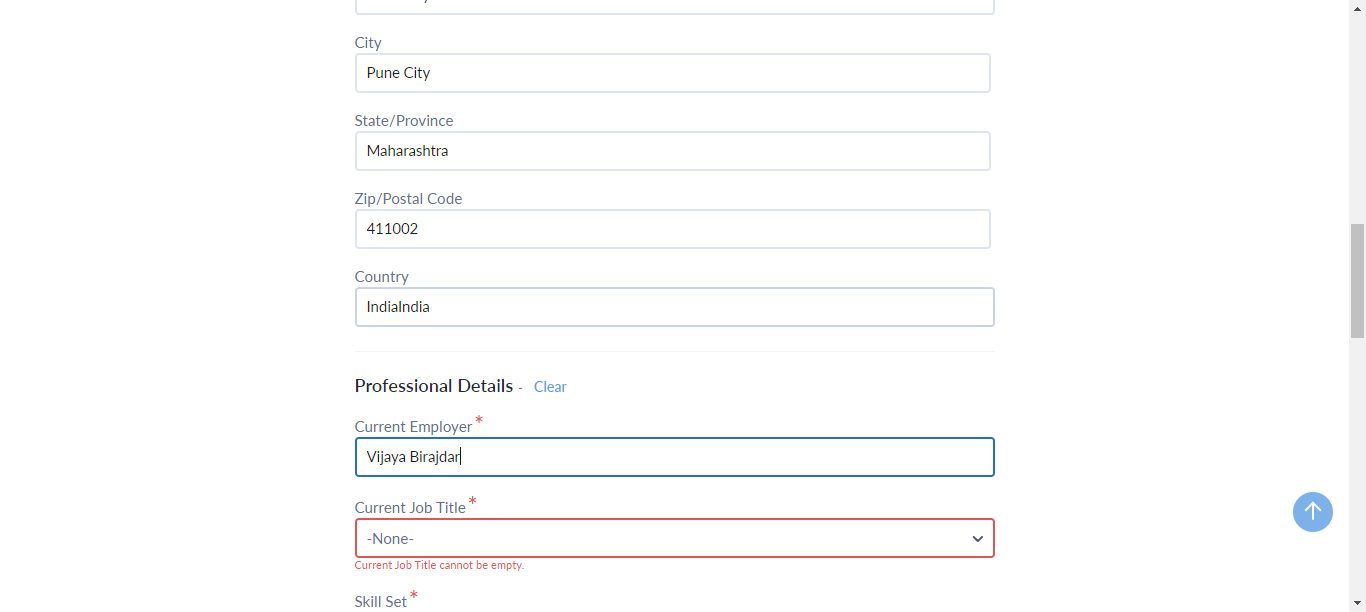 City
Pune City
State/Province
Maharashtra
Zip/Postal Code
411002
Country
IndiaIndia
Professional Details - Clear
Current Employer *
Vijaya Birajdar
Current Job Title *
-None-
Current Job Title cannot be empty.
Skill Set *